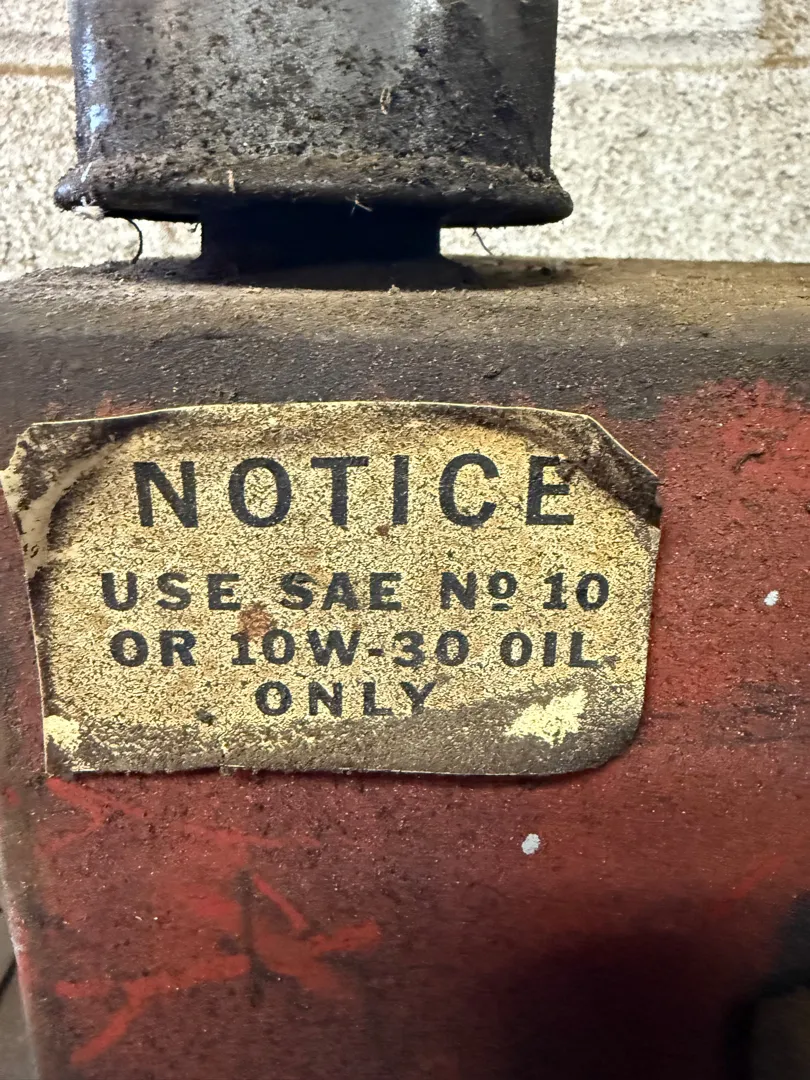 NOTICE
USE SAE Nº 10
OR 10W-30 OIL
ONLY